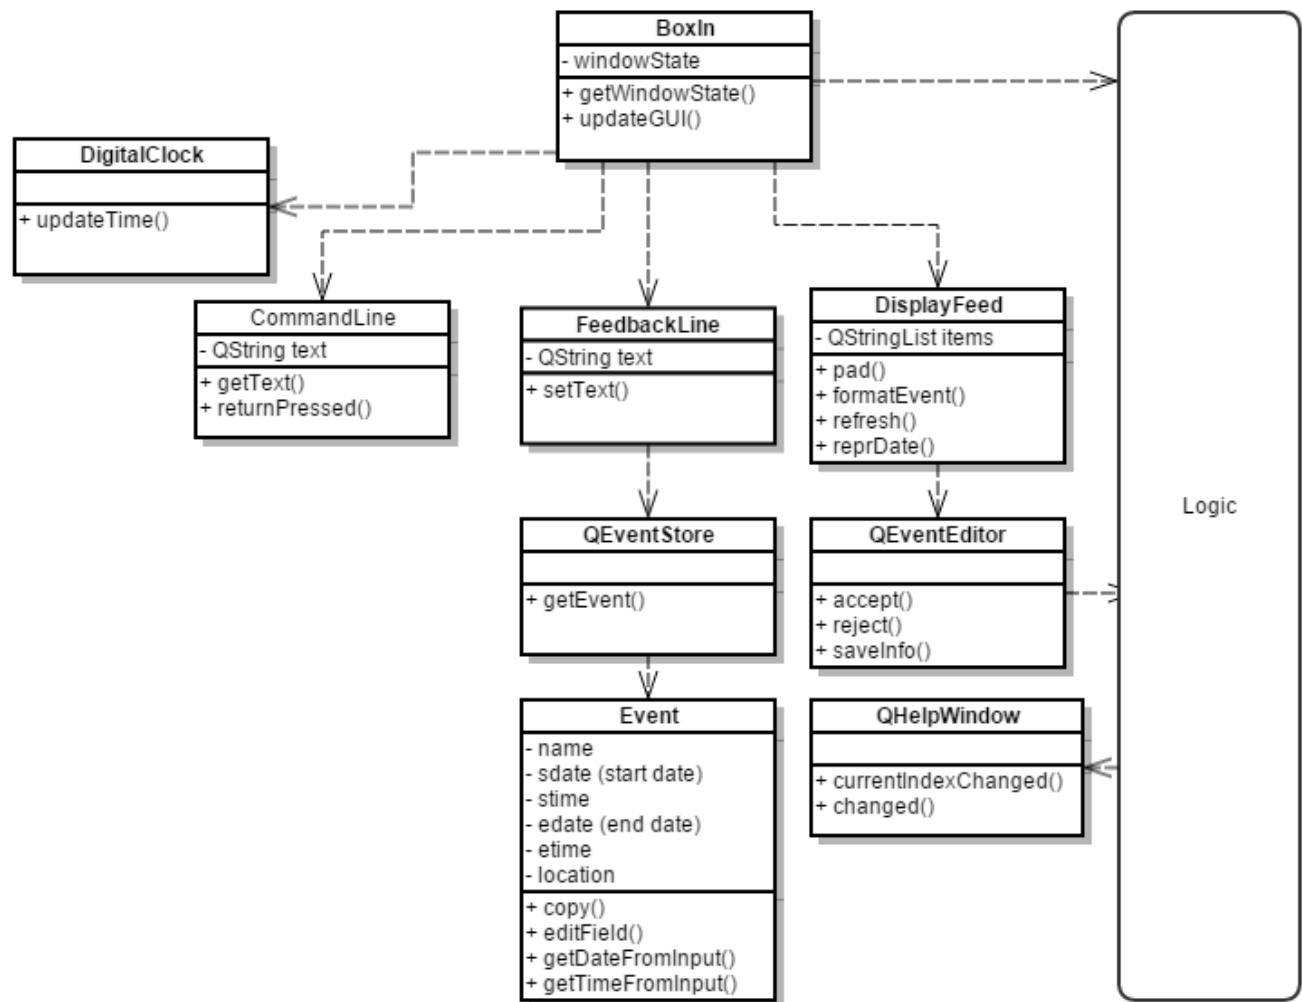 BoxIn
- windowState
+ getWindowState()
+ updateGUI()
DigitalClock
+ updateTime()
CommandLine
- QString text
+ getText()
+ returnPressed()
FeedbackLine
- QString text
+ setText()
DisplayFeed
- QStringList items
+ pad()
+ formatEvent()
+ refresh()
+ reprDate()
Logic
QEventStore
+ getEvent()
QEventEditor
+ accept()
+ reject()
+ saveInfo()
Event
- name
- sdate (start date)
- stime
- edate (end date)
- etime
- location
+ copy()
+ editField()
+ getDateFromInput()
+ getTimeFromInput()
QHelpWindow
+ currentIndexChanged()
+ changed()